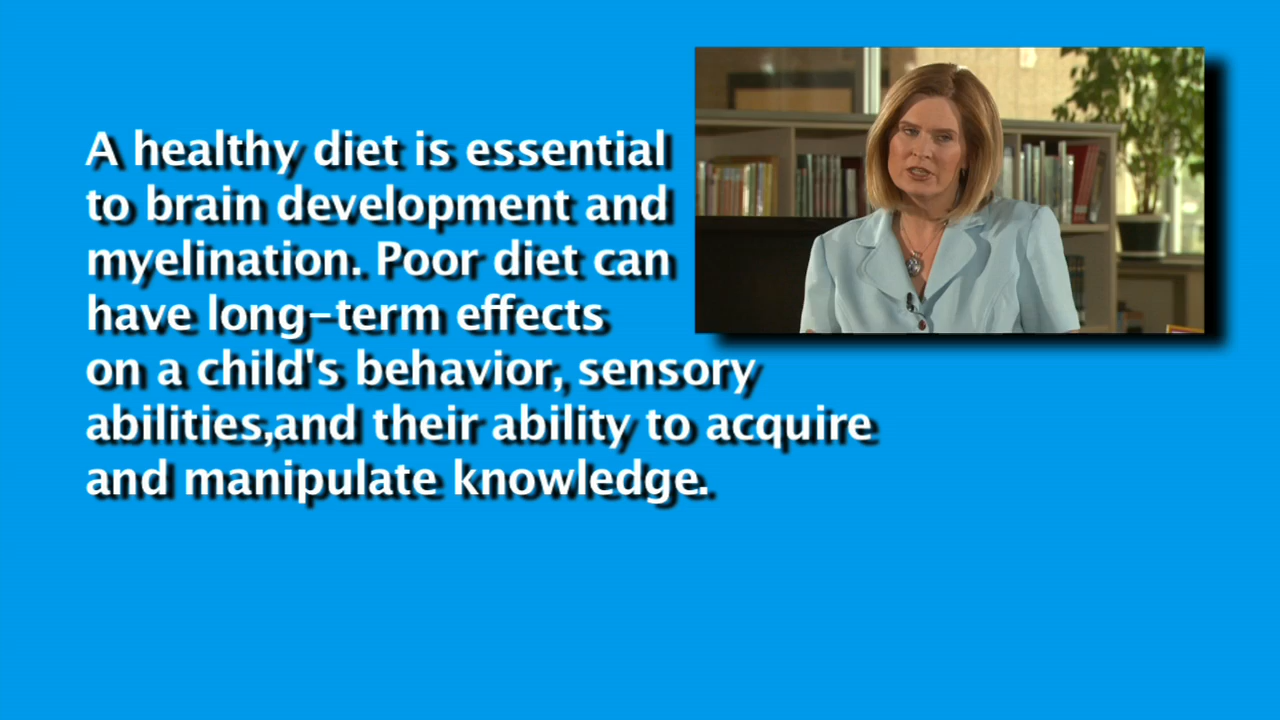 A healthy diet is essential
to brain development and
myelination. Poor diet can
have long-term effects
on a child's behavior, sensory
abilities,and their ability to acquire
and manipulate knowledge.